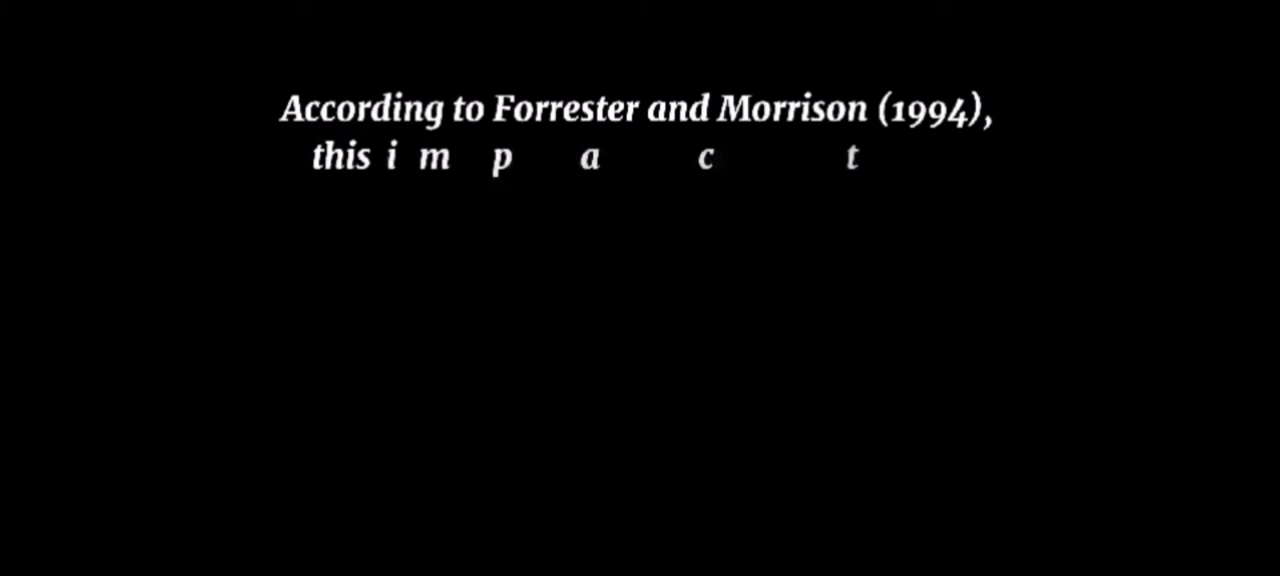 According to Forrester and Morrison (1994),
this i m p a c t